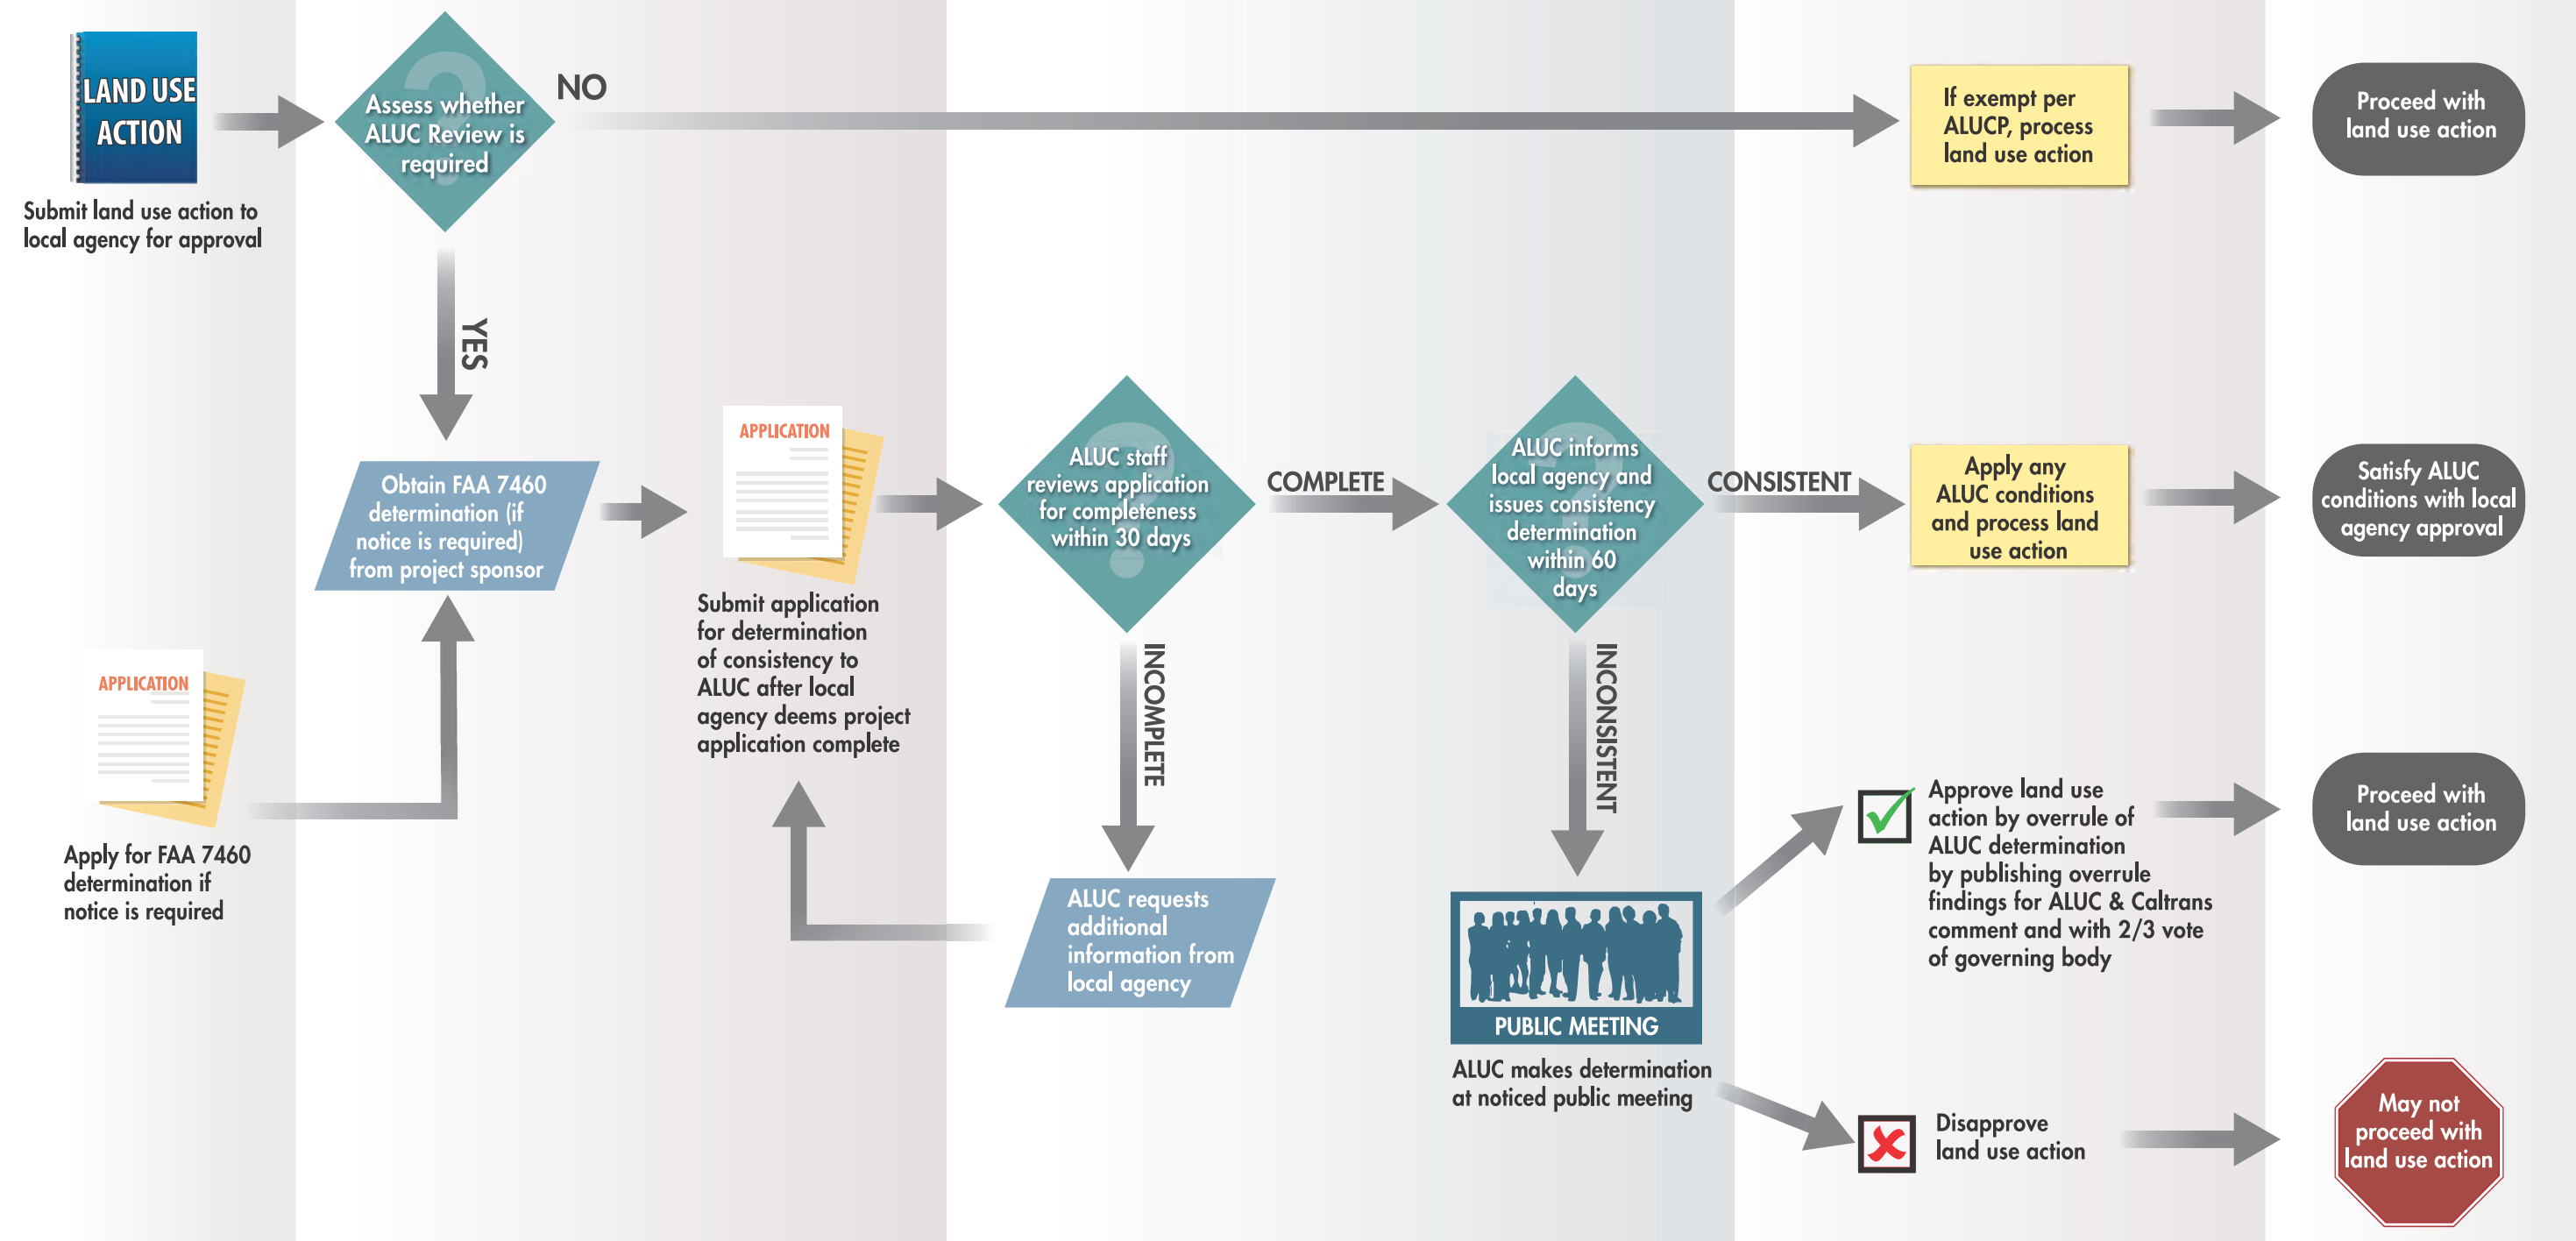 LAND USE
ACTION
Submit land use action to
local agency for approval
Assess whether
ALUC Review is
required
NO
If exempt per
ALUCP, process
land use action
Proceed with
land use action
YES
Obtain FAA 7460
determination (if
notice is required)
from project sponsor
APPLICATION
Apply for FAA 7460
determination if
notice is required
APPLICATION
Submit application
for determination
of consistency to
ALUC after local
agency deems project
application complete
ALUC staff
reviews application
for completeness
within 30 days
COMPLETE
INCOMPLETE
ALUC requests
additional
information from
local agency
ALUC informs
local agency and
issues consistency
determination
within 60
days
CONSISTENT
Apply any
ALUC conditions
and process land
use action
Satisfy ALUC
conditions with local
agency approval
INCONSISTENT
PUBLIC MEETING
ALUC makes determination
at noticed public meeting
Approve land use
action by overrule of
ALUC determination
by publishing overrule
findings for ALUC & Caltrans
comment and with 2/3 vote
of governing body
Proceed with
land use action
Disapprove
land use action
May not
proceed with
land use action